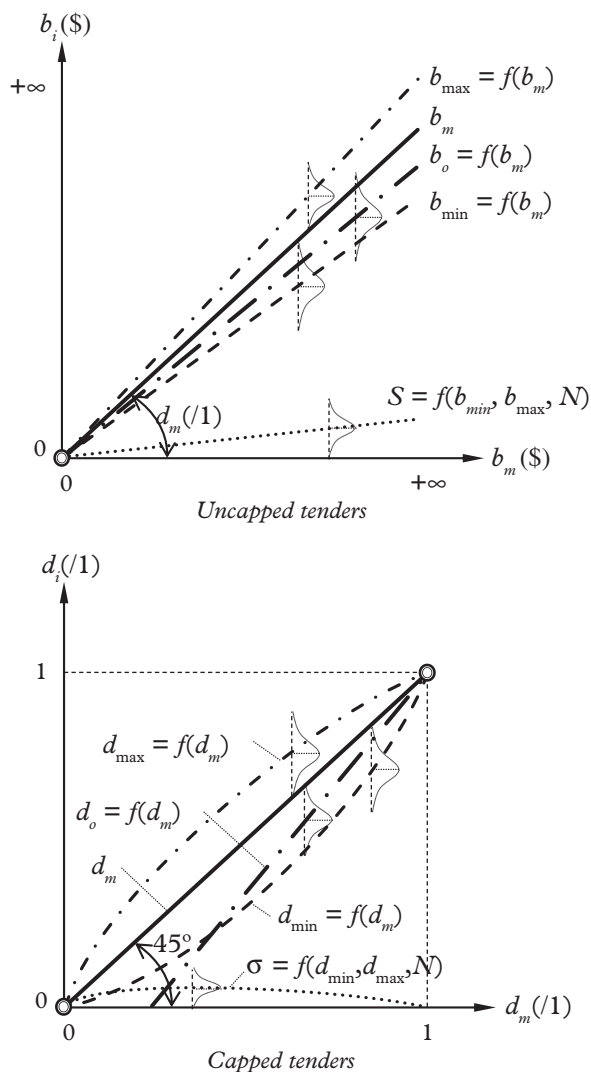 b_i($)
+∞
b_max = f(b_m)
b_m
b_o = f(b_m)
b_min = f(b_m)
S = f(b_min, b_max, N)
d_m(/1)
0
b_m($)
0
+∞
Uncapped tenders
d_i(/1)
1
d_max = f(d_m)
d_o = f(d_m)
d_m
d_min = f(d_m)
45º
σ = f(d_min,d_max,N)
0
d_m(/1)
0
1
Capped tenders